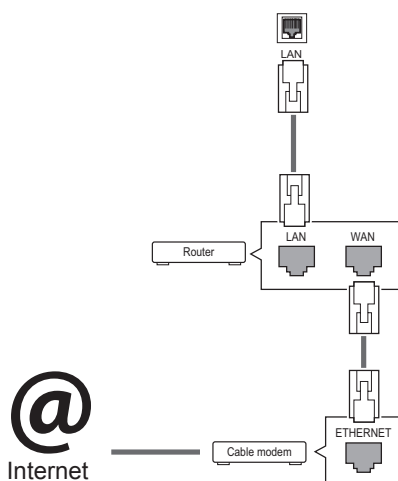 LAN
LAN WAN
Router
ETHERNET
@
Cable modem
Internet